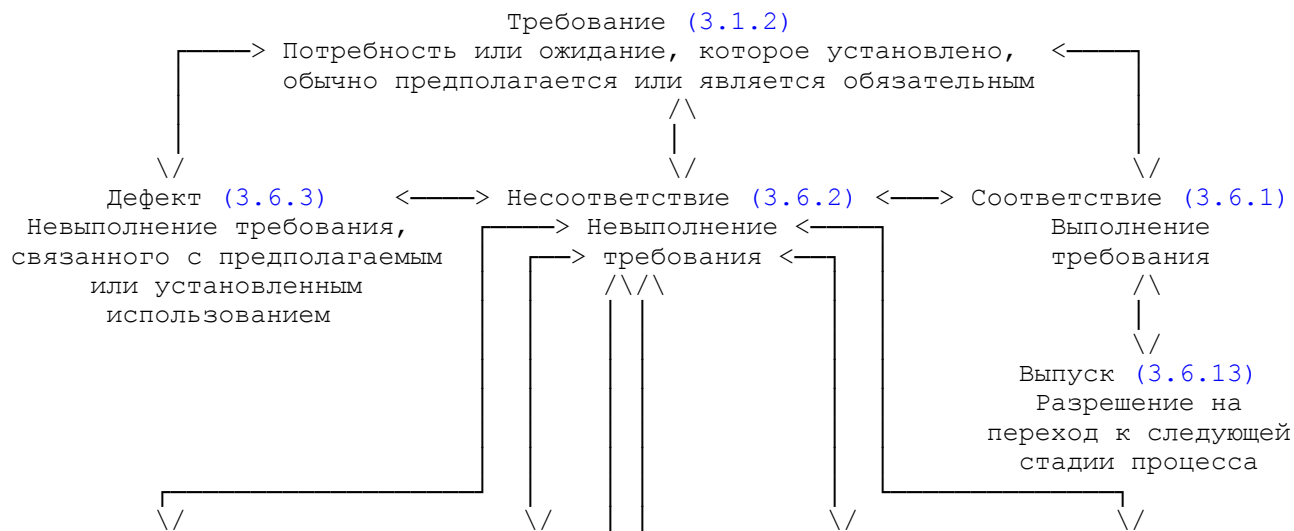 Требование (3.1.2)
Потребность или ожидание, которое установлено,
обычно предполагается или является обязательным
Дефект (3.6.3)
Невыполнение требования,
связанного с предполагаемым
или установленным
использованием
Несоответствие (3.6.2)
Невыполнение
требования
Соответствие (3.6.1)
Выполнение
требования
Выпуск (3.6.13)
Разрешение на
переход к следующей
стадии процесса